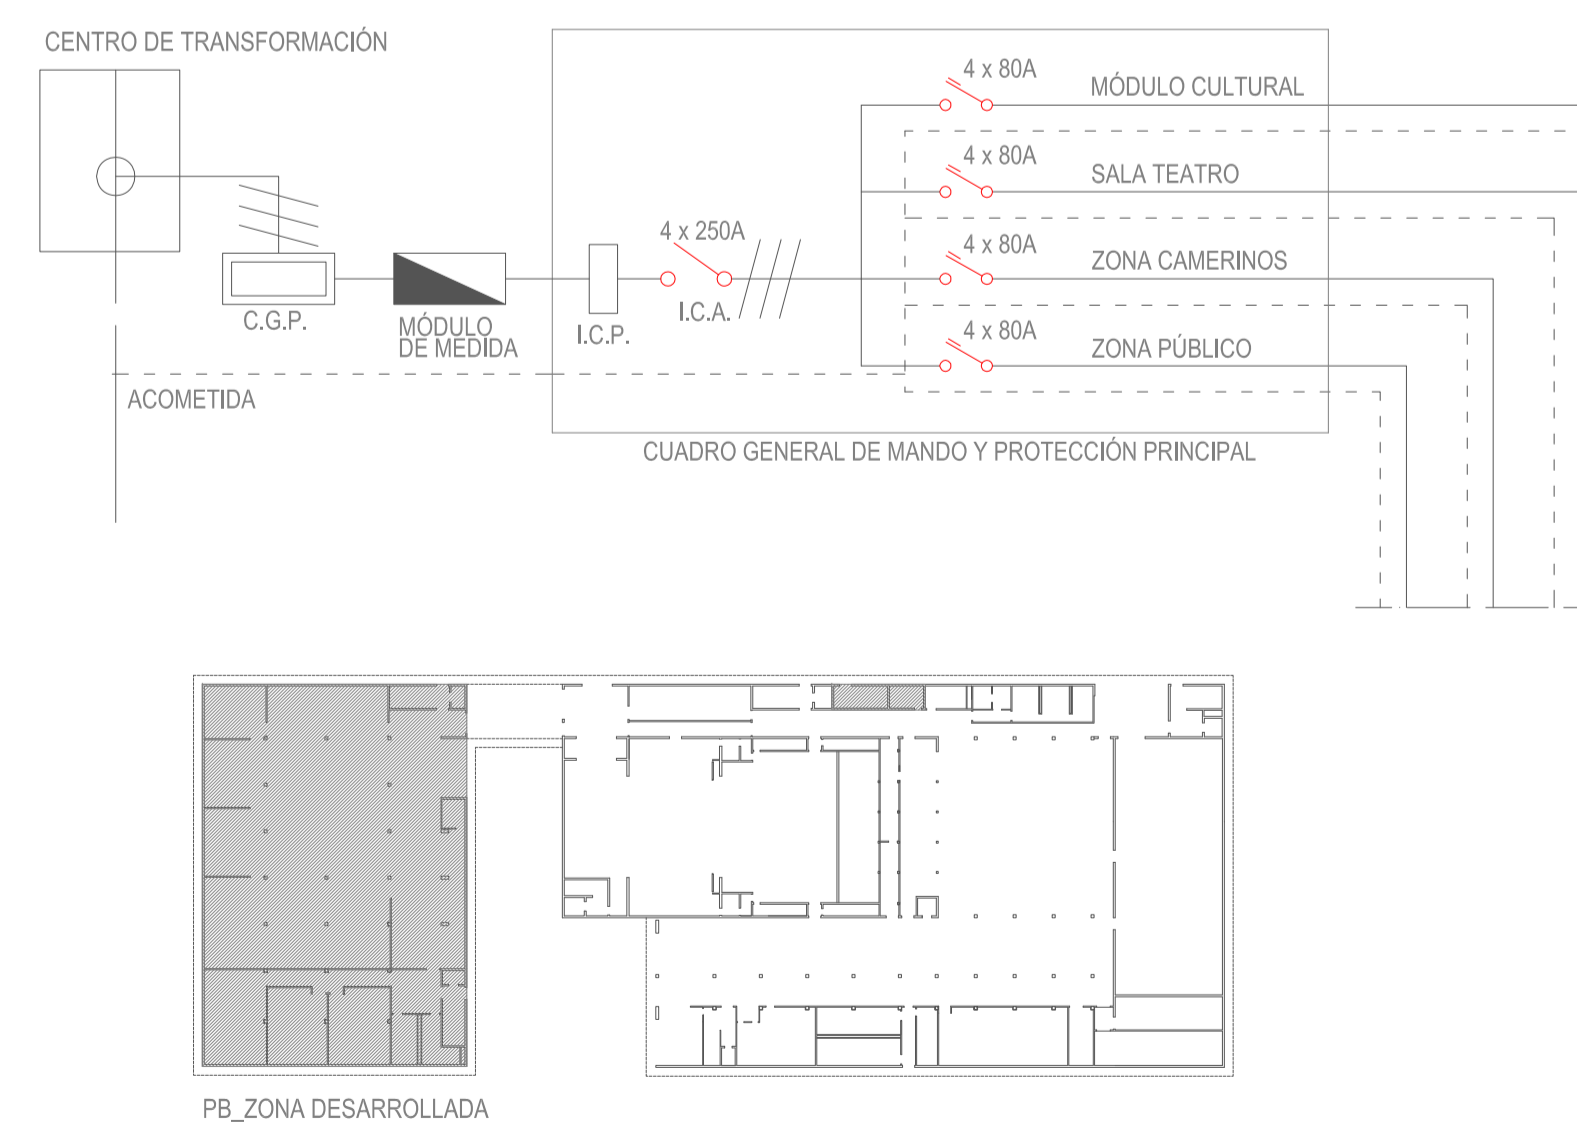 CENTRO DE TRANSFORMACIÓN
4 x 80A
MÓDULO CULTURAL
4 x 80A
SALA TEATRO
4 x 250A
4 x 80A
ZONA CAMERINOS
C.G.P.
MÓDULO
DE MEDIDA
I.C.P.
I.C.A.
4 x 80A
ZONA PÚBLICO
ACOMETIDA
CUADRO GENERAL DE MANDO Y PROTECCIÓN PRINCIPAL
PB_ZONA DESARROLLADA